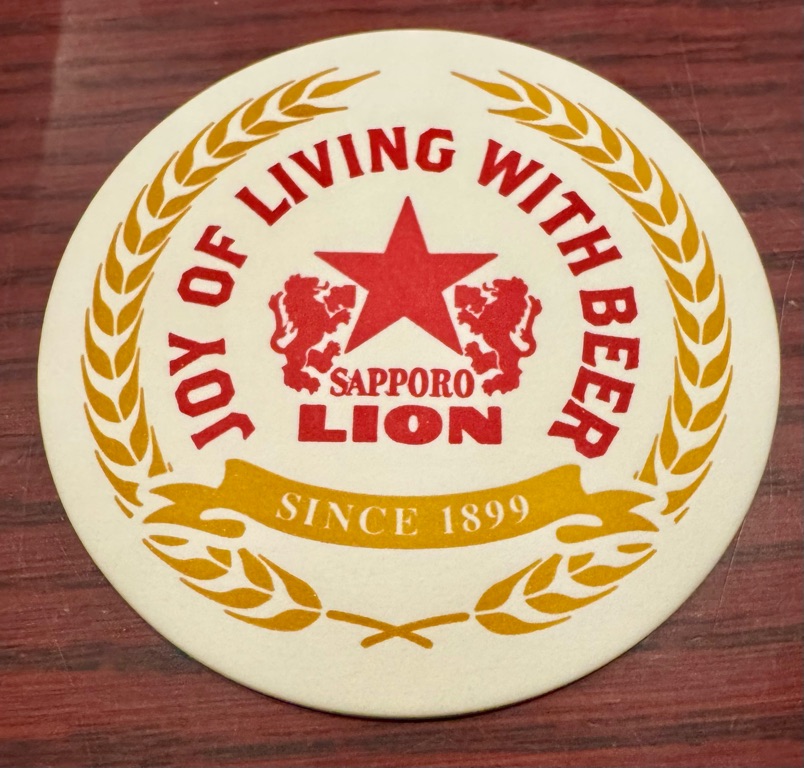 JOY OF LIVING WITH BEER
SAPPORO
LION
SINCE 1899